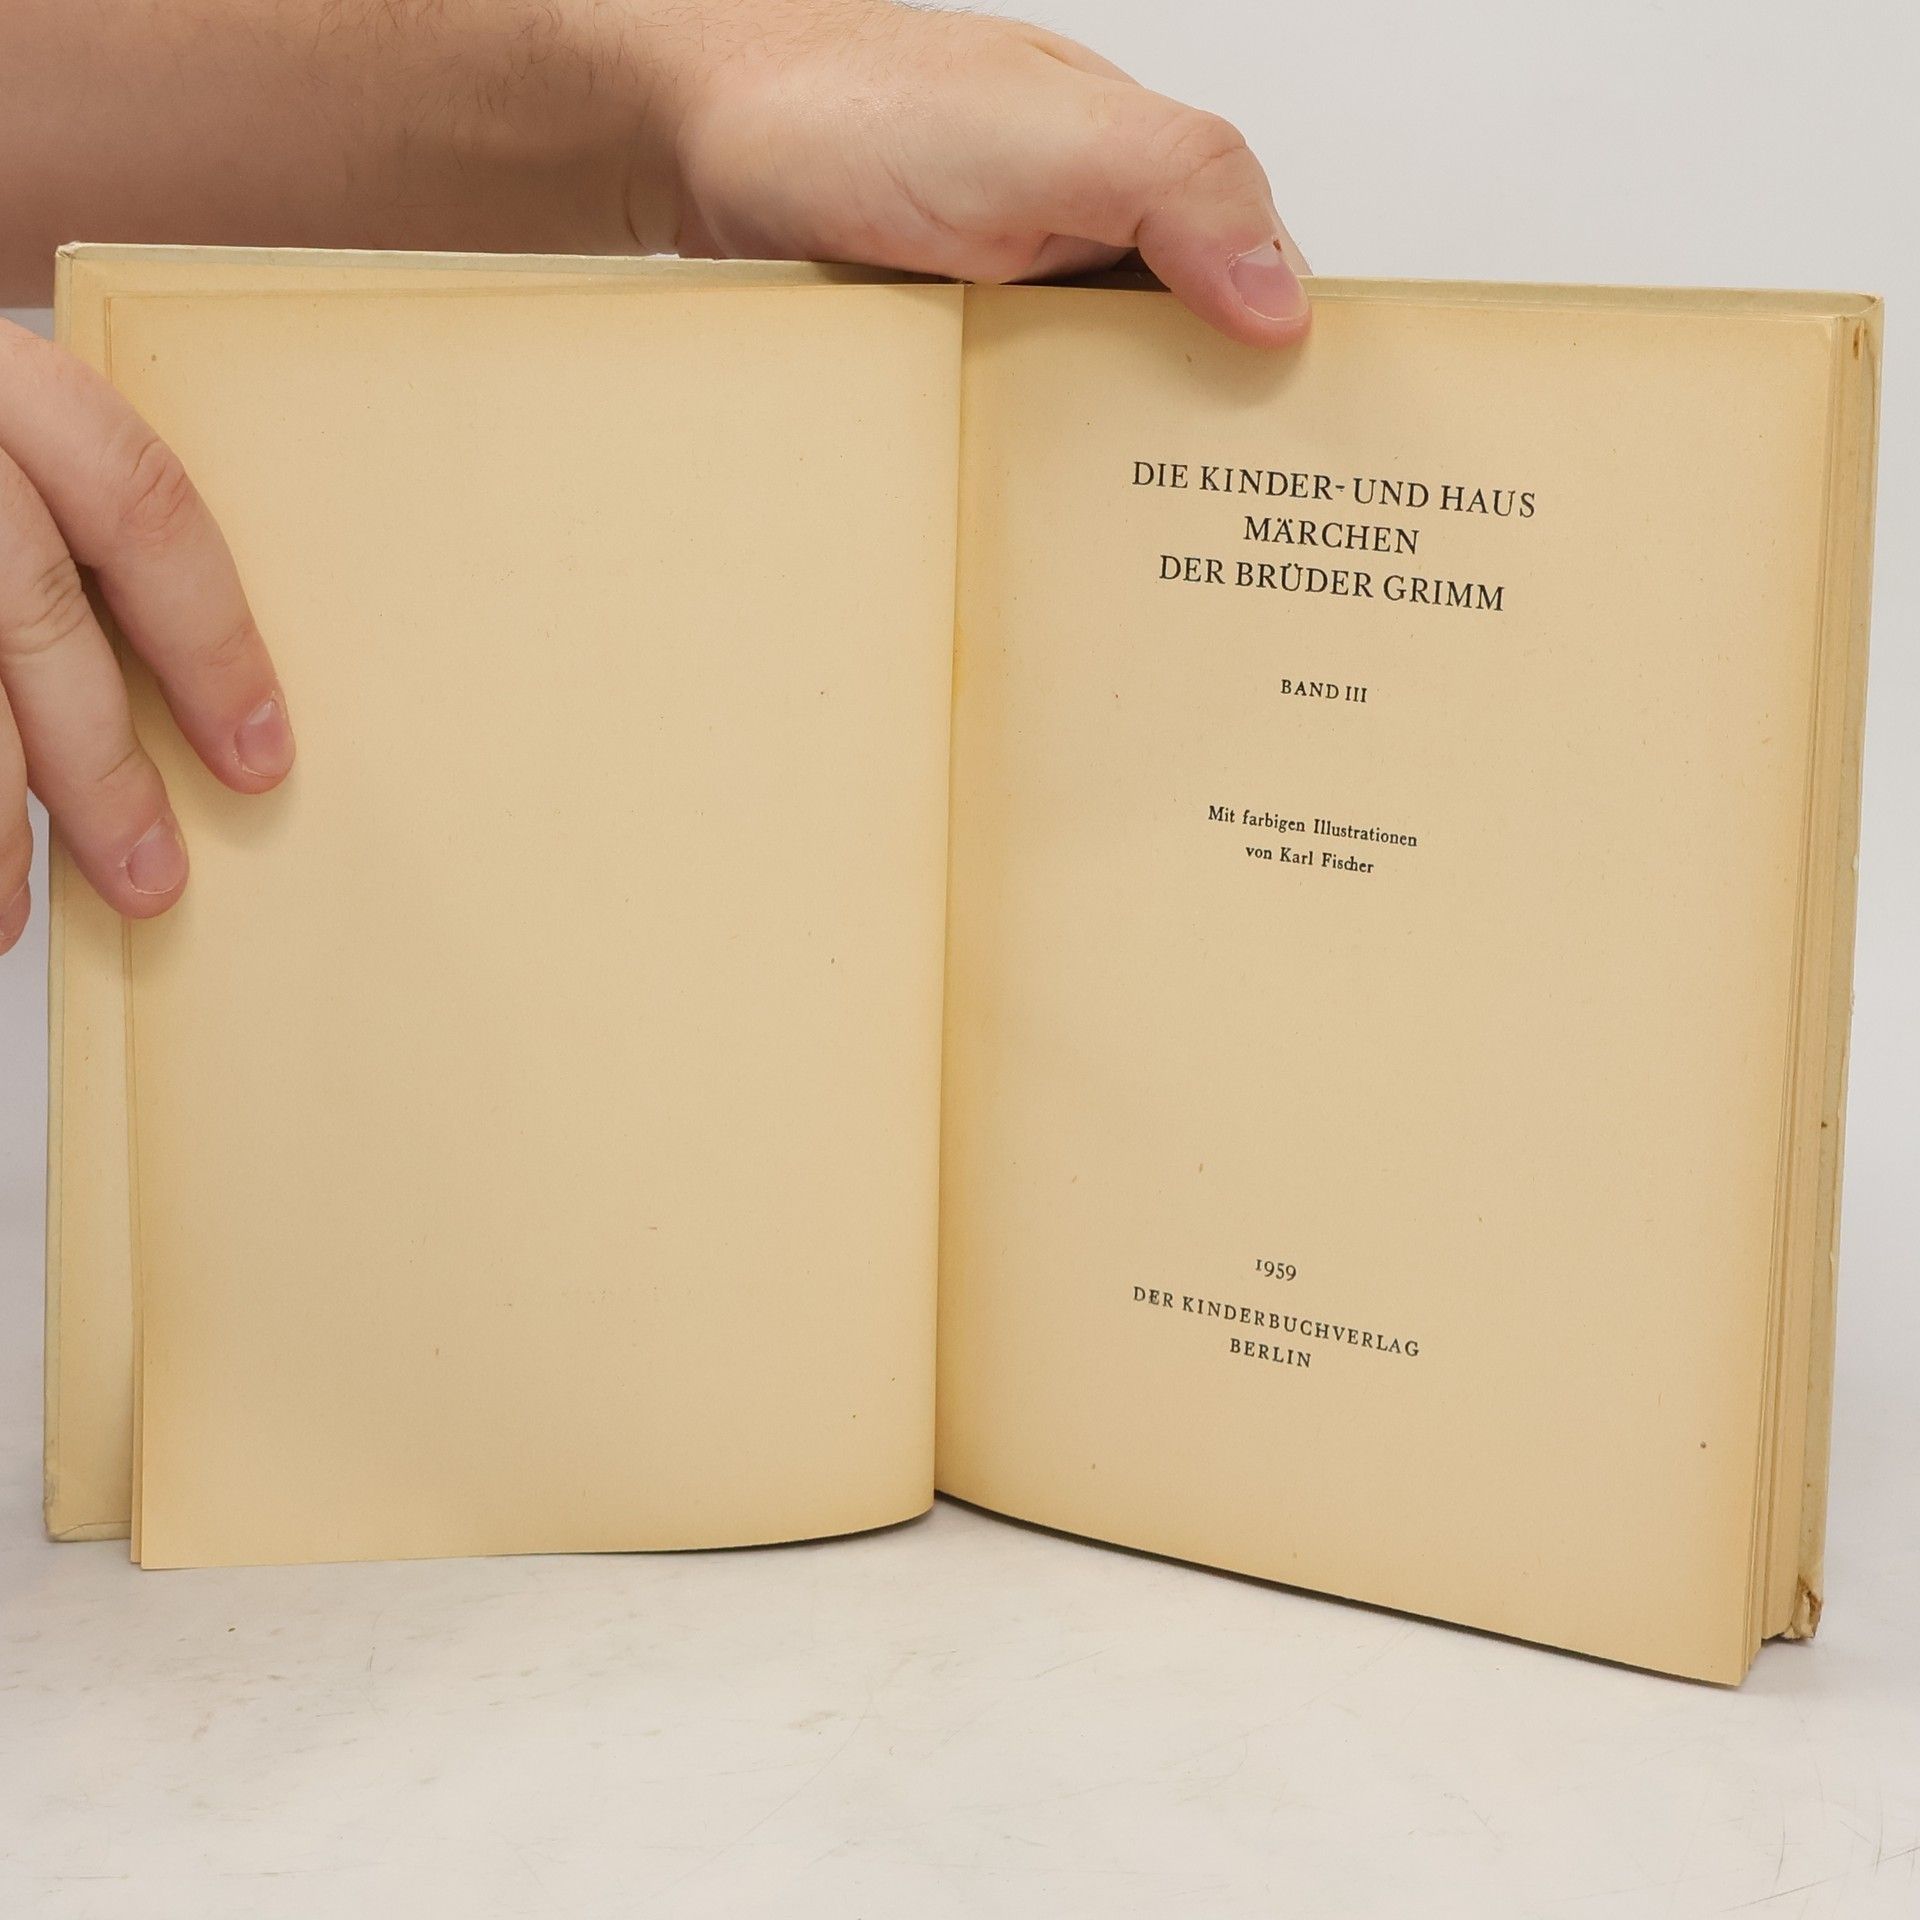 DIE KINDER-UND HAUS
MÄRCHEN
DER BRÜDER GRIMM
BAND III
Mit farbigen Illustrationen
von Karl Fischer
1959
DER KINDERBUCHVERLAG
BERLIN